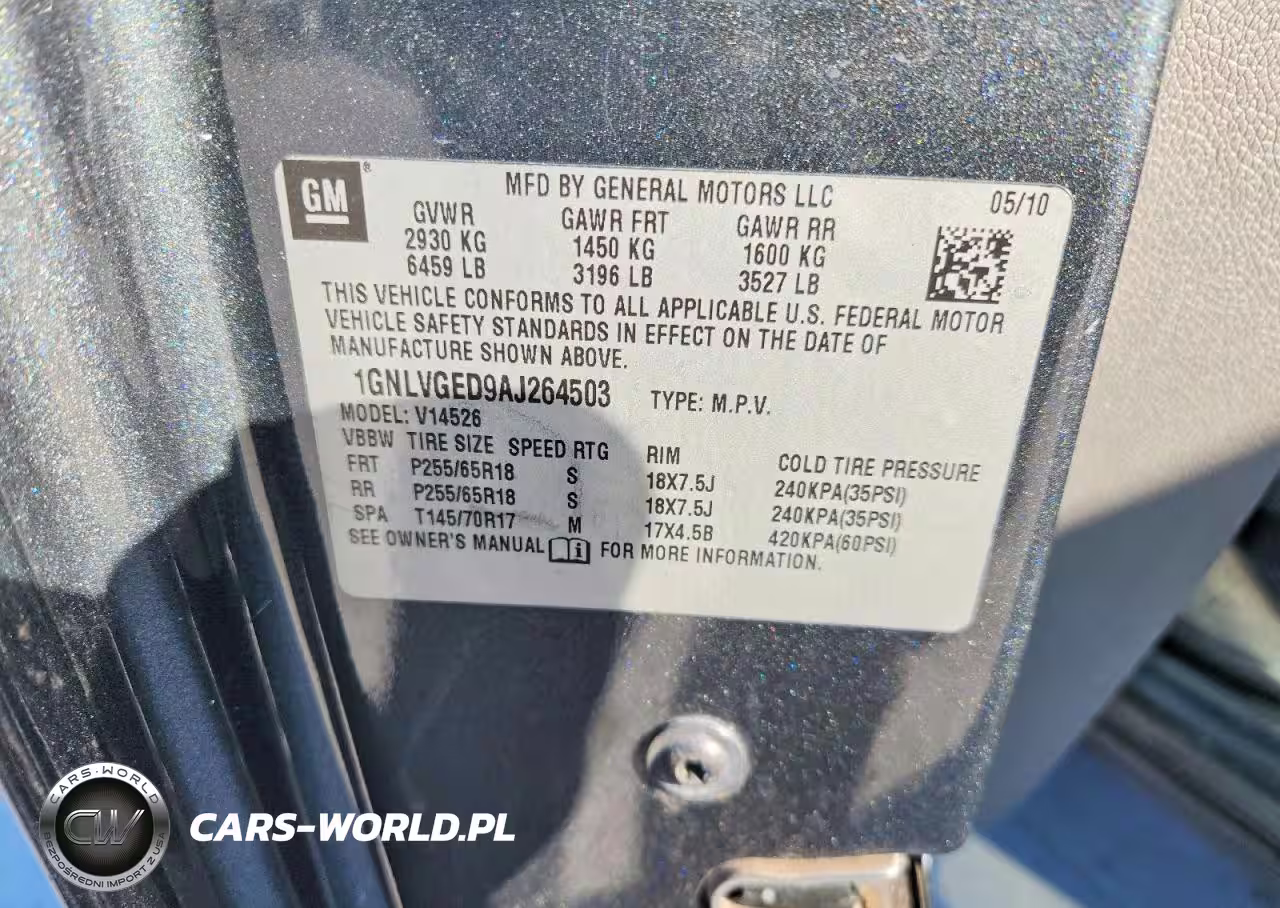 GM ®
MFD BY GENERAL MOTORS LLC 05/10
GVWR GAWR FRT GAWR RR
2930 KG 1450 KG 1600 KG
6459 LB 3196 LB 3527 LB
THIS VEHICLE CONFORMS TO ALL APPLICABLE U.S. FEDERAL MOTOR
VEHICLE SAFETY STANDARDS IN EFFECT ON THE DATE OF
MANUFACTURE SHOWN ABOVE.
1GNLVGED9AJ264503 TYPE: M.P.V.
MODEL: V14526
VBBW TIRE SIZE SPEED RTG RIM COLD TIRE PRESSURE
FRT P255/65R18 S 18X7.5J 240KPA(35PSI)
RR P255/65R18 S 18X7.5J 240KPA(35PSI)
SPA T145/70R17 M 17X4.5B 420KPA(60PSI)
SEE OWNER'S MANUAL i FOR MORE INFORMATION.
CARS-WORLD
CW
BEZPOŚREDNI IMPORT Z USA
CARS-WORLD.PL